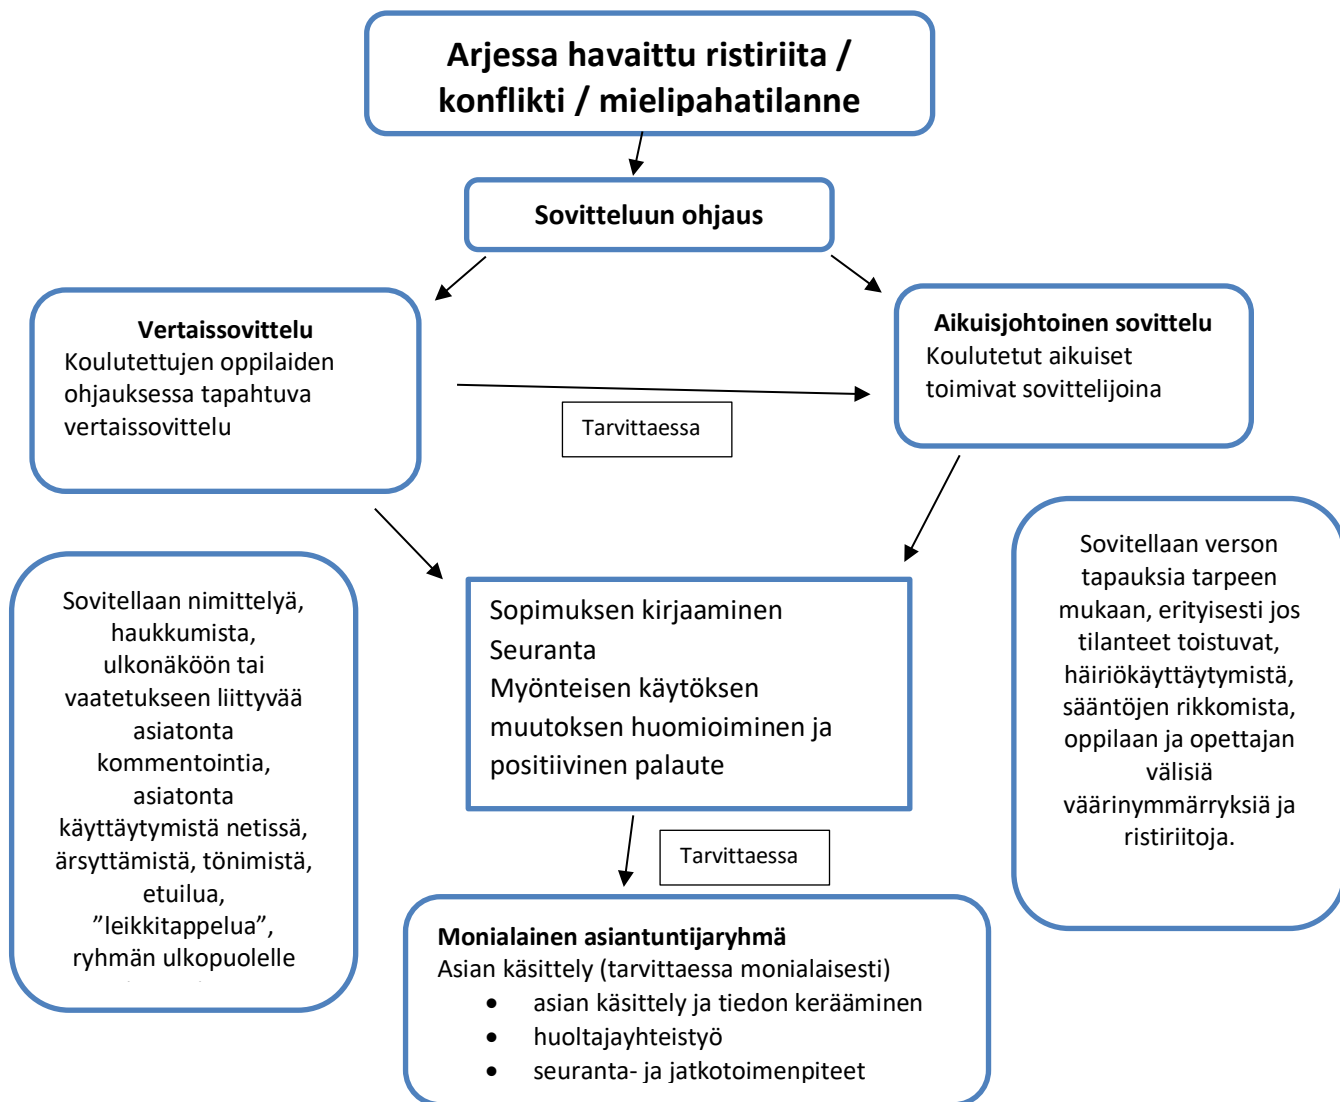 Arjessa havaittu ristiriita /
konflikti / mielipahatilanne
Sovitteluun ohjaus
Vertaissovittelu
Koulutettujen oppilaiden
ohjauksessa tapahtuva
vertaissovittelu
Tarvittaessa
Aikuisjohtoinen sovittelu
Koulutetut aikuiset
toimivat sovittelijoina
Sovitellaan nimittelyä,
haukkumista,
ulkonäköön tai
vaatetukseen liittyvää
asiatonta
kommentointia,
asiatonta
käyttäytymistä netissä,
ärsyttämistä, tönimistä,
etuilua,
”leikkitappelua”,
ryhmän ulkopuolelle
Sopimuksen kirjaaminen
Seuranta
Myönteisen käytöksen
muutoksen huomioiminen ja
positiivinen palaute
Sovitellaan verson
tapauksia tarpeen
mukaan, erityisesti jos
tilanteet toistuvat,
häiriökäyttäytymistä,
sääntöjen rikkomista,
oppilaan ja opettajan
välisiä
väärinymmärryksiä ja
ristiriitoja.
Tarvittaessa
Monialainen asiantuntijaryhmä
Asian käsittely (tarvittaessa monialaisesti)
• asian käsittely ja tiedon kerääminen
• huoltajayhteistyö
• seuranta- ja jatkotoimenpiteet